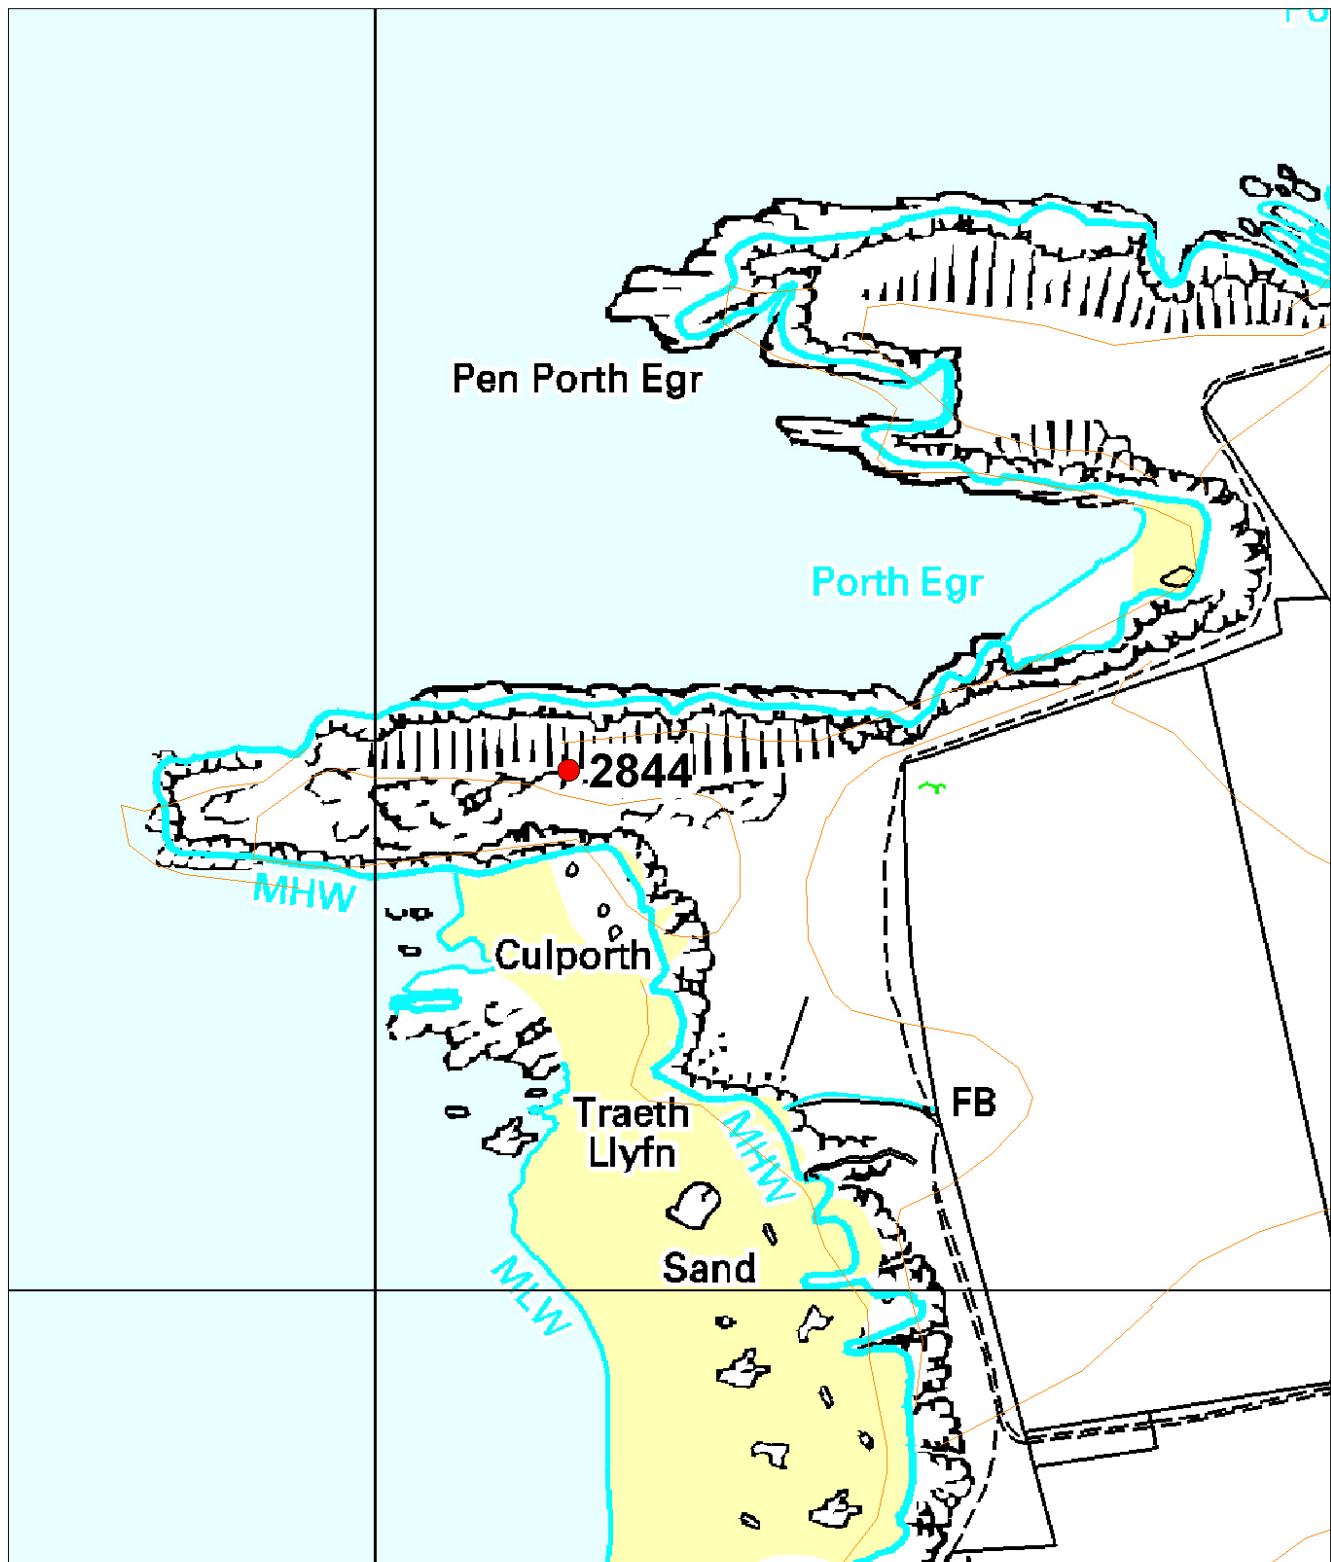 Pen Porth Egr
Porth Egr
2844
MHW
Culporth
FB
Traeth
Llyfn
MHW
Sand
MLW